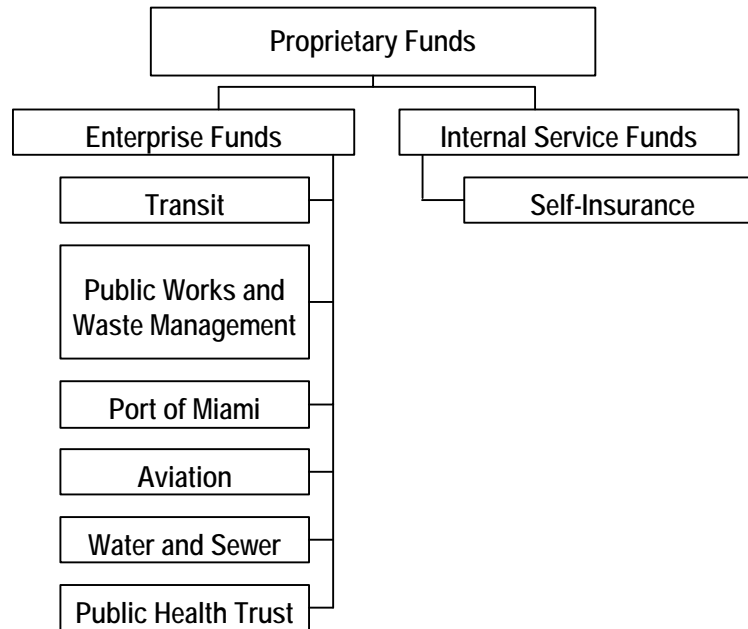 Proprietary Funds
Enterprise Funds
Internal Service Funds
Transit
Self-Insurance
Public Works and
Waste Management
Port of Miami
Aviation
Water and Sewer
Public Health Trust